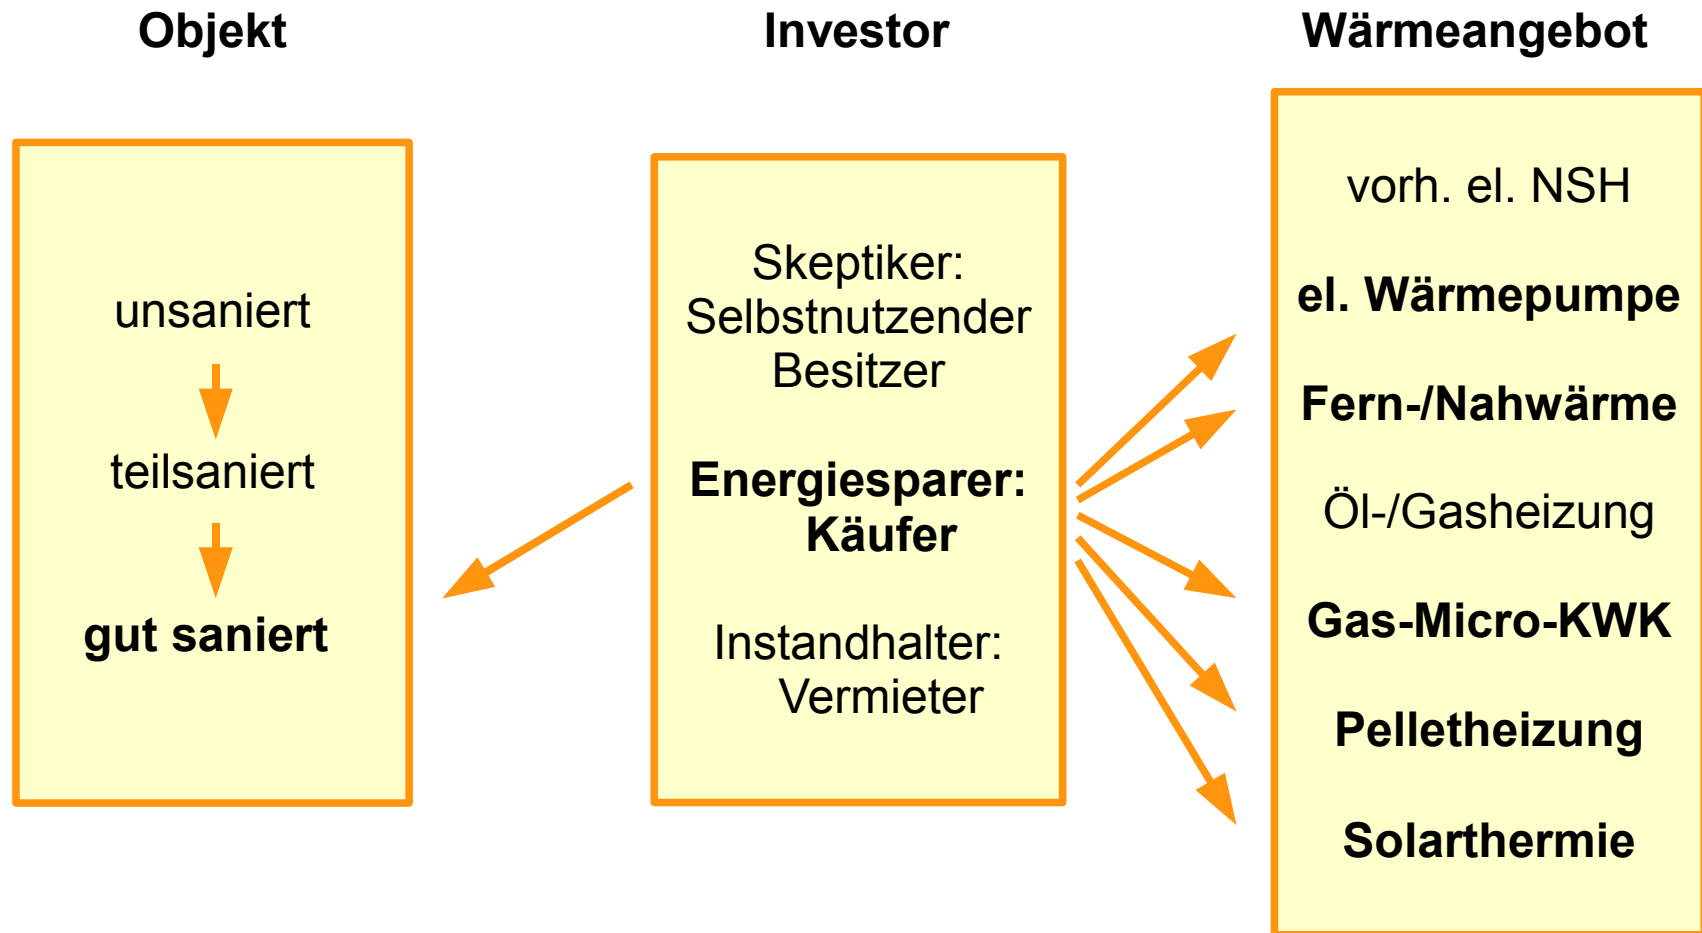 Objekt
unsaniert
teilsaniert
gut saniert
Investor
Skeptiker:
Selbstnutzender
Besitzer
Energiesparer:
Käufer
Instandhalter:
Vermieter
Wärmeangebot
vorh. el. NSH
el. Wärmepumpe
Fern-/Nahwärme
Öl-/Gasheizung
Gas-Micro-KWK
Pelletheizung
Solarthermie